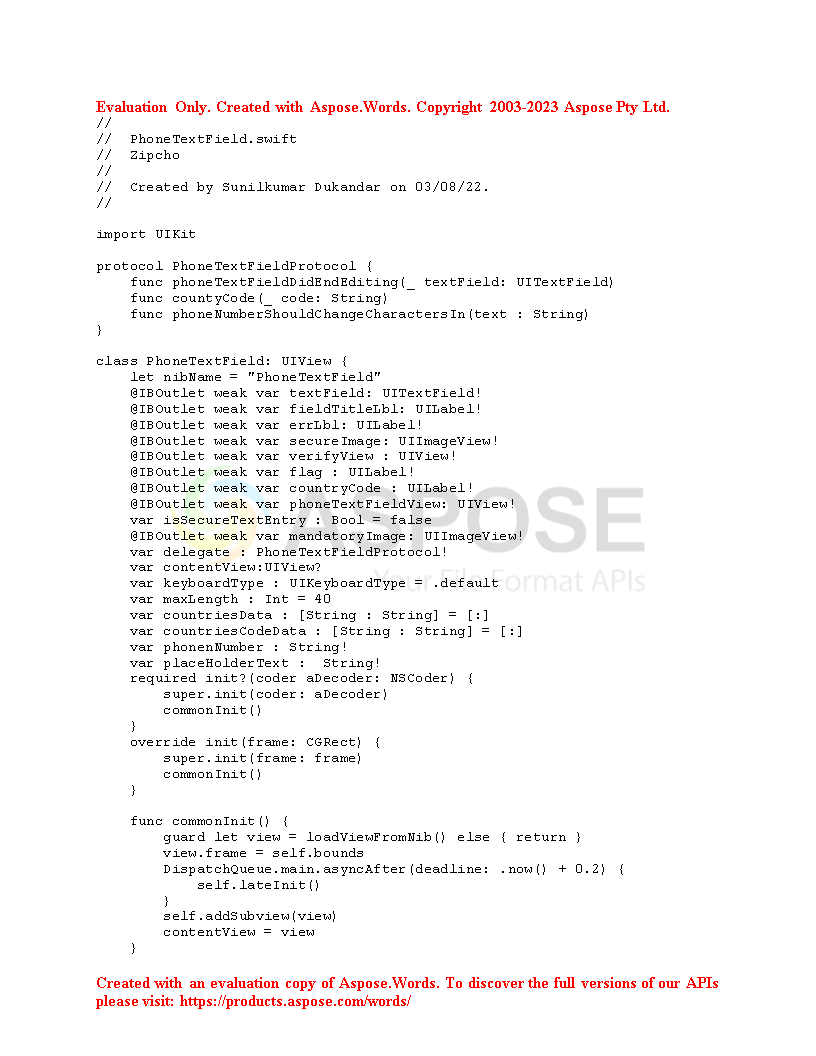 Evaluation Only. Created with Aspose.Words. Copyright 2003-2023 Aspose Pty Ltd.
//
//  PhoneTextField.swift
//  Zipcho
//
//  Created by Sunilkumar Dukandar on 03/08/22.
//
import UIKit
protocol PhoneTextFieldProtocol {
    func phoneTextFieldDidEndEditing(_ textField: UITextField)
    func countyCode(_ code: String)
    func phoneNumberShouldChangeCharactersIn(text : String)
}
class PhoneTextField: UIView {
    let nibName = "PhoneTextField"
    @IBOutlet weak var textField: UITextField!
    @IBOutlet weak var fieldTitleLbl: UILabel!
    @IBOutlet weak var errLbl: UILabel!
    @IBOutlet weak var secureImage: UIImageView!
    @IBOutlet weak var verifyView : UIView!
    @IBOutlet weak var flag : UILabel!
    @IBOutlet weak var countryCode : UILabel!
    @IBOutlet weak var phoneTextFieldView: UIView!
    var isSecureTextEntry : Bool = false
    @IBOutlet weak var mandatoryImage: UIImageView!
    var delegate : PhoneTextFieldProtocol!
    var contentView:UIView?
    var keyboardType : UIKeyboardType = .default
    var maxLength : Int = 40
    var countriesData : [String : String] = [:]
    var countriesCodeData : [String : String] = [:]
    var phonenNumber : String!
    var placeHolderText :  String!
    required init?(coder aDecoder: NSCoder) {
        super.init(coder: aDecoder)
        commonInit()
    }
    override init(frame: CGRect) {
        super.init(frame: frame)
        commonInit()
    }
    func commonInit() {
        guard let view = loadViewFromNib() else { return }
        view.frame = self.bounds
        DispatchQueue.main.asyncAfter(deadline: .now() + 0.2) {
            self.lateInit()
        }
        self.addSubview(view)
        contentView = view
    }
ASPOSE
Your File Format APIs
Created with an evaluation copy of Aspose.Words. To discover the full versions of our APIs
please visit: https://products.aspose.com/words/